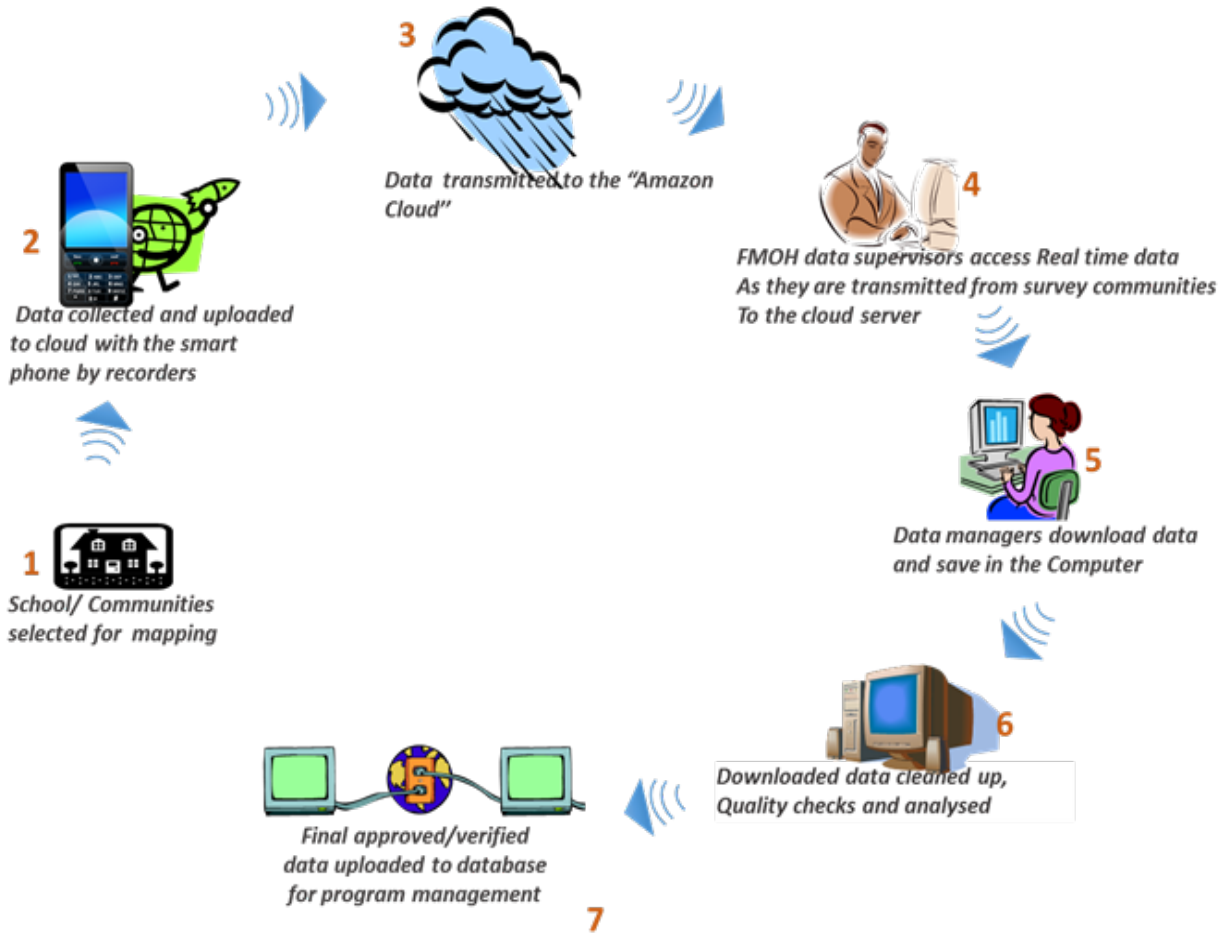 1
School/ Communities
selected for mapping
2
Data collected and uploaded
to cloud with the smart
phone by recorders
3
Data transmitted to the “Amazon
Cloud”
4
FMOH data supervisors access Real time data
As they are transmitted from survey communities
To the cloud server
5
Data managers download data
and save in the Computer
6
Downloaded data cleaned up,
Quality checks and analysed
Final approved/verified
data uploaded to database
for program management
7